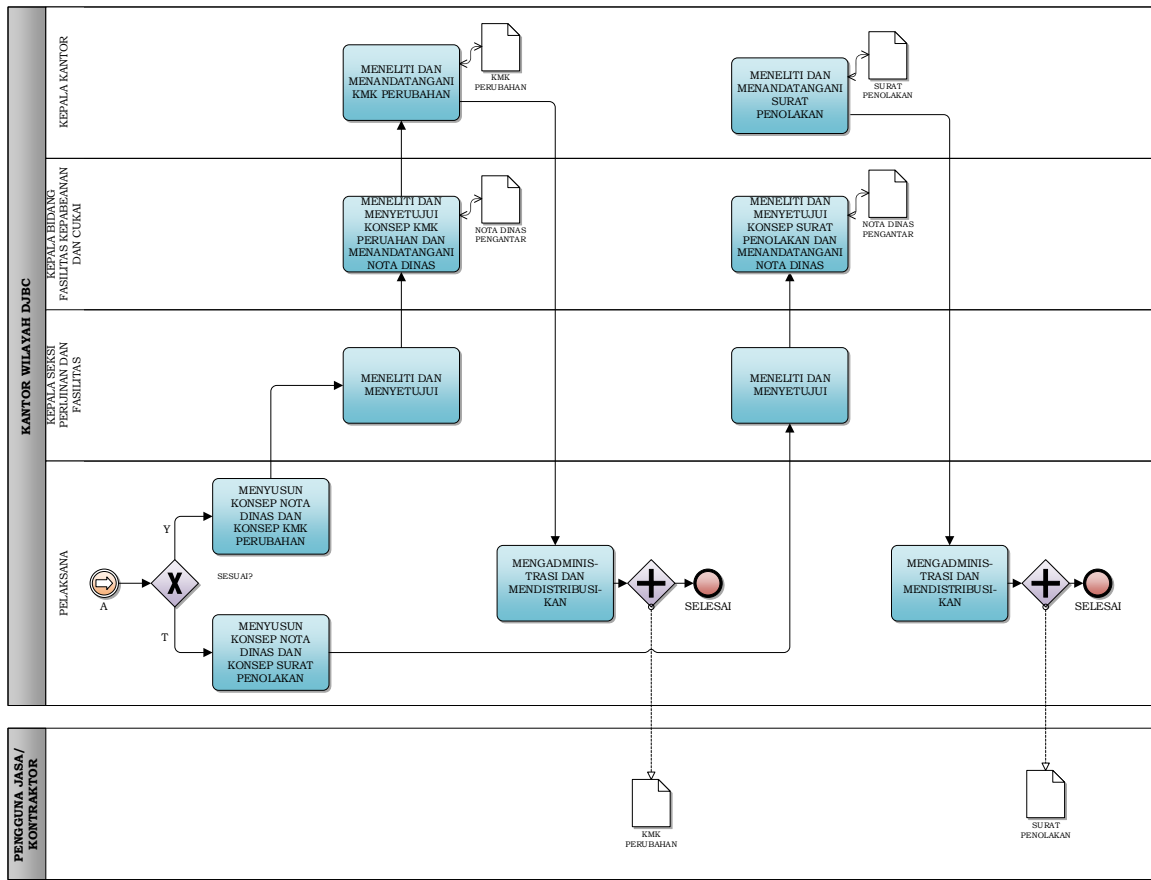 KANTOR WILAYAH DJBC
KEPALA KANTOR
MENELITI DAN
MENANDATANGANI
KMK PERUBAHAN
KMK
PERUBAHAN
MENELITI DAN
MENANDATANGANI
SURAT
PENOLAKAN
SURAT
PENOLAKAN
KEPALA BIDANG
FASILITAS KEPABEANAN
DAN CUKAI
MENELITI DAN
MENYETUJUI
KONSEP KMK
PERUAHAN DAN
MENANDATANGANI
NOTA DINAS
NOTA DINAS
PENGANTAR
MENELITI DAN
MENYETUJUI
KONSEP SURAT
PENOLAKAN DAN
MENANDATANGANI
NOTA DINAS
NOTA DINAS
PENGANTAR
KEPALA SEKSI
PERIJINAN DAN
FASILITAS
MENELITI DAN
MENYETUJUI
MENELITI DAN
MENYETUJUI
PELAKSANA
A
X
SESUAI?
Y
MENYUSUN
KONSEP NOTA
DINAS DAN
KONSEP KMK
PERUBAHAN
T
MENYUSUN
KONSEP NOTA
DINAS DAN
KONSEP SURAT
PENOLAKAN
MENGADMINIS-
TRASI DAN
MENDISTRIBUSI-
KAN
SELESAI
MENGADMINIS-
TRASI DAN
MENDISTRIBUSI-
KAN
SELESAI
PENGGUNA JASA/
KONTRAKTOR
KMK
PERUBAHAN
SURAT
PENOLAKAN